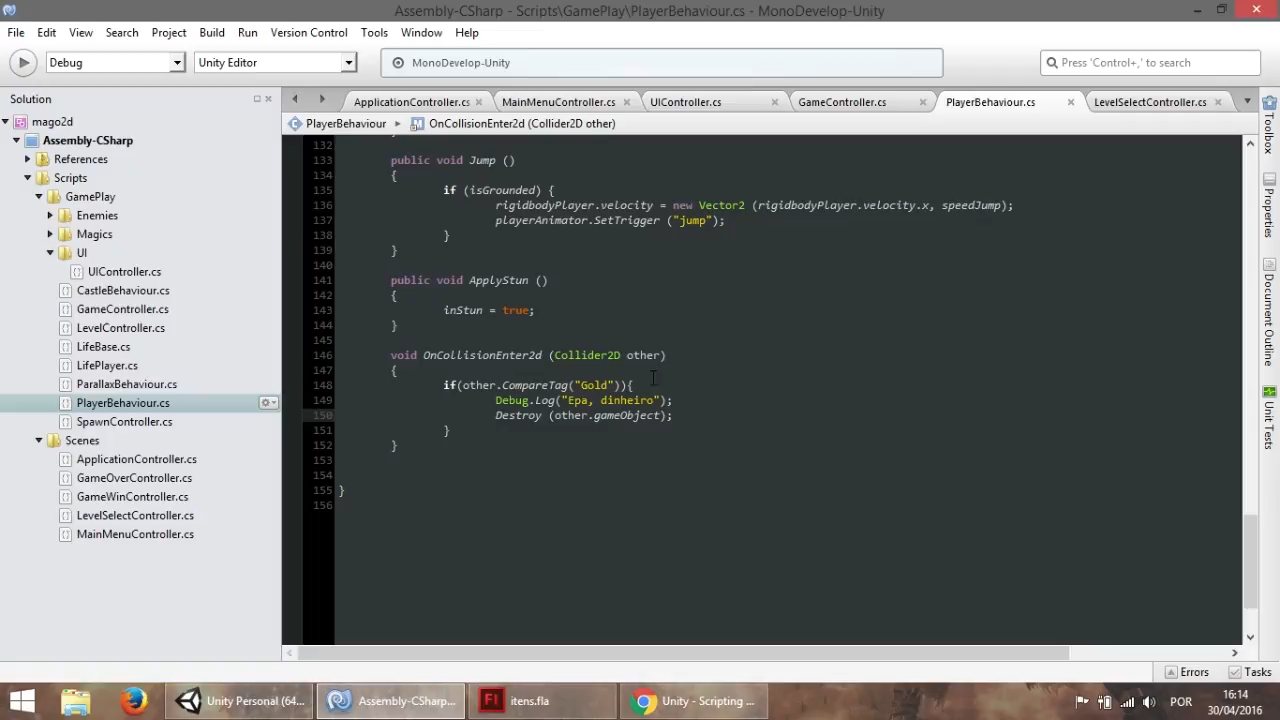 Assembly-CSharp - Scripts\GamePlay\PlayerBehaviour.cs - MonoDevelop-Unity
File Edit View Search Project Build Run Version Control Tools Window Help
Debug Unity Editor MonoDevelop-Unity Press 'Control+,' to search
Solution
ApplicationController.cs MainMenuController.cs UIController.cs GameController.cs PlayerBehaviour.cs LevelSelectController.cs
PlayerBehaviour OnCollisionEnter2d (Collider2D other)
mago2d
Assembly-CSharp
References
Scripts
GamePlay
Enemies
Magics
UI
UIController.cs
CastleBehaviour.cs
GameController.cs
LevelController.cs
LifeBase.cs
LifePlayer.cs
ParallaxBehaviour.cs
PlayerBehaviour.cs
SpawnController.cs
Scenes
ApplicationController.cs
GameOverController.cs
GameWinController.cs
LevelSelectController.cs
MainMenuController.cs
132 }
133 public void Jump ()
134 {
135 if (isGrounded) {
136 rigidbodyPlayer.velocity = new Vector2 (rigidbodyPlayer.velocity.x, speedJump);
137 playerAnimator.SetTrigger ("jump");
138 }
139 }
140
141 public void ApplyStun ()
142 {
143 inStun = true;
144 }
145
146 void OnCollisionEnter2d (Collider2D other)
147 {
148 if(other.CompareTag("Gold")){
149 Debug.Log("Epa, dinheiro");
150 Destroy (other.gameObject);
151 }
152 }
153
154
155 }
156
Toolbox
Properties
Document Outline
Unit Tests
Errors Tasks
Unity Personal (64... Assembly-CSharp... itens.fla Unity - Scripting ... POR
16:14
30/04/2016